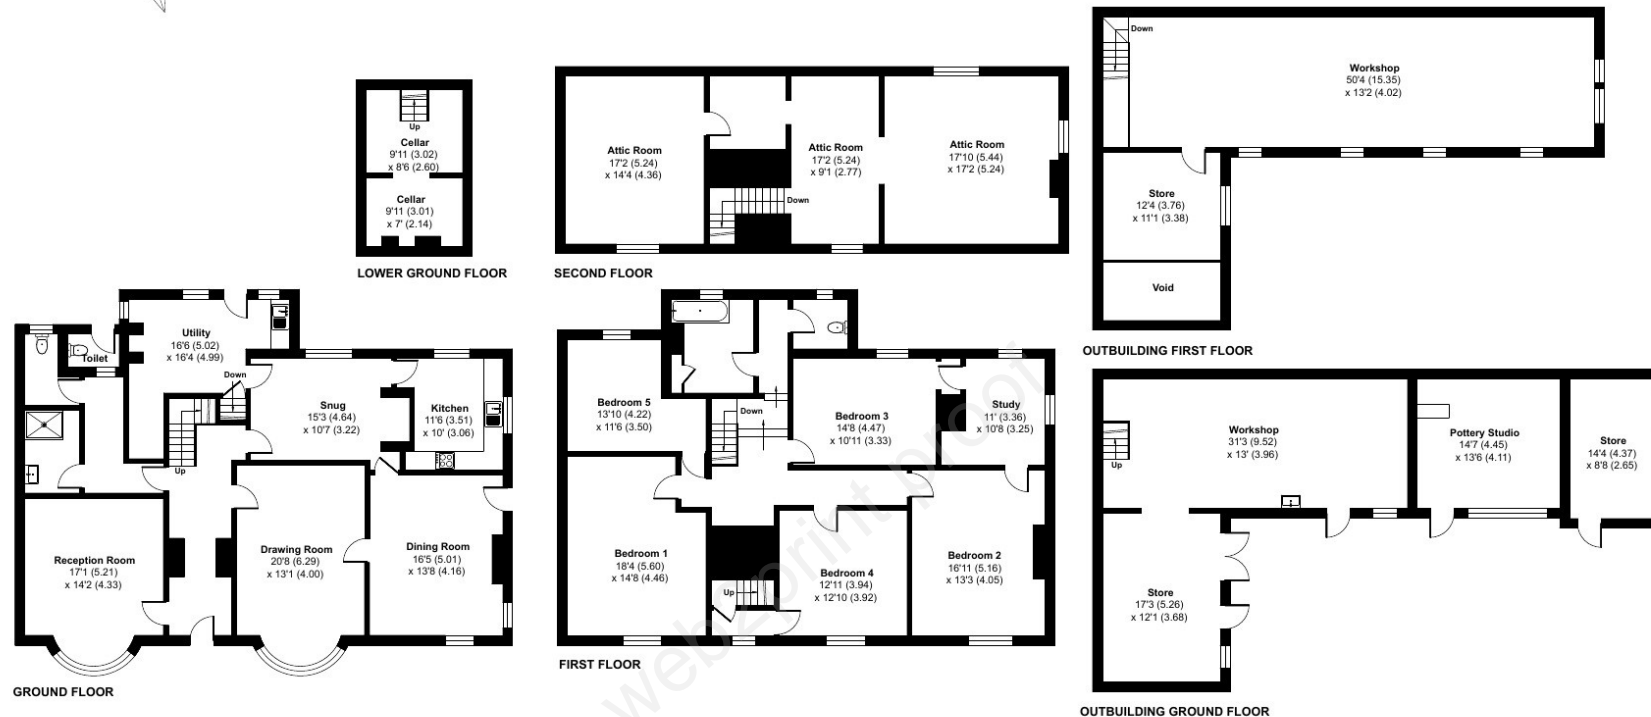 Down
Workshop
50'4 (15.35)
x 13'2 (4.02)
Store
12'4 (3.76)
x 11'1 (3.38)
Void
OUTBUILDING FIRST FLOOR
Up
Cellar
9'11 (3.02)
x 8'6 (2.60)
Cellar
9'11 (3.01)
x 7' (2.14)
LOWER GROUND FLOOR
Attic Room
17'2 (5.24)
x 14'4 (4.36)
Attic Room
17'2 (5.24)
x 9'1 (2.77)
Down
Attic Room
17'10 (5.44)
x 17'2 (5.24)
SECOND FLOOR
Toilet
Utility
16'6 (5.02)
x 16'4 (4.99)
Down
Snug
15'3 (4.64)
x 10'7 (3.22)
Kitchen
11'6 (3.51)
x 10' (3.06)
Up
Reception Room
17'1 (5.21)
x 14'2 (4.33)
Drawing Room
20'8 (6.29)
x 13'1 (4.00)
Dining Room
16'5 (5.01)
x 13'8 (4.16)
GROUND FLOOR
Bedroom 5
13'10 (4.22)
x 11'6 (3.50)
Down
Bedroom 3
14'8 (4.47)
x 10'11 (3.33)
Study
11' (3.36)
x 10'8 (3.25)
Bedroom 1
18'4 (5.60)
x 14'8 (4.46)
Up
Bedroom 4
12'11 (3.94)
x 12'10 (3.92)
Bedroom 2
16'11 (5.16)
x 13'3 (4.05)
FIRST FLOOR
web2print proof
Up
Workshop
31'3 (9.52)
x 13' (3.96)
Pottery Studio
14'7 (4.45)
x 13'6 (4.11)
Store
14'4 (4.37)
x 8'8 (2.65)
Store
17'3 (5.26)
x 12'1 (3.68)
OUTBUILDING GROUND FLOOR